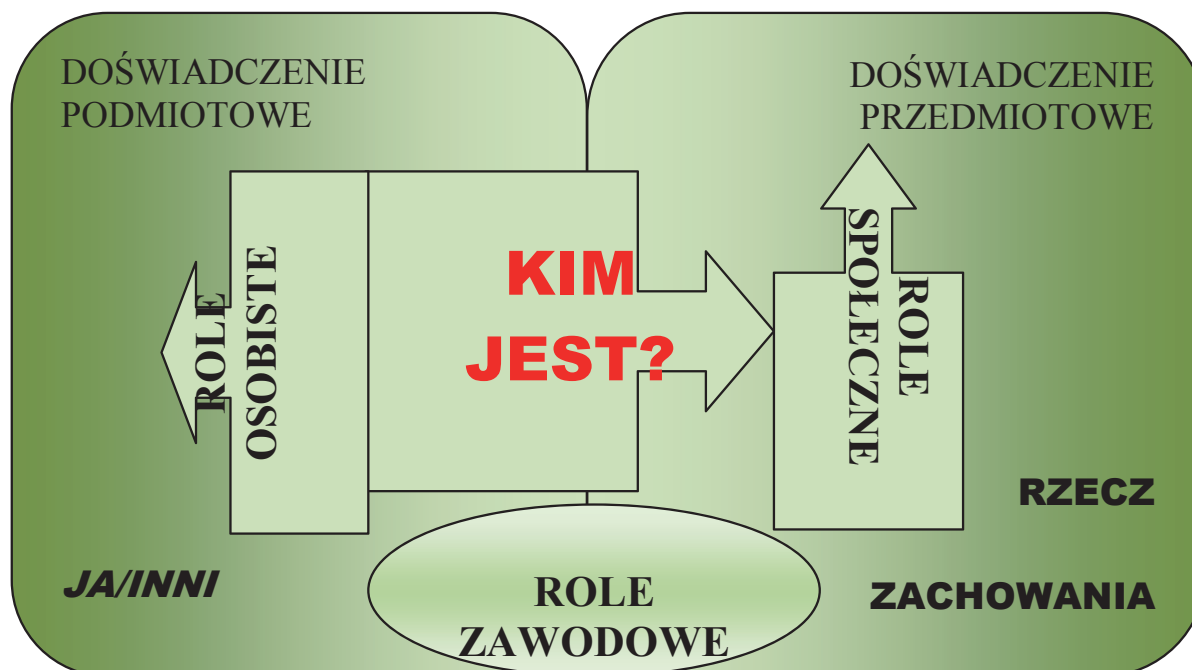 DOŚWIADCZENIE
PODMIOTOWE
DOŚWIADCZENIE
PRZEDMIOTOWE
ROLE
OSOBISTE
KIM
JEST?
ROLE
SPOŁECZNE
RZECZ
JA/INNI
ZACHOWANIA
ROLE
ZAWODOWE